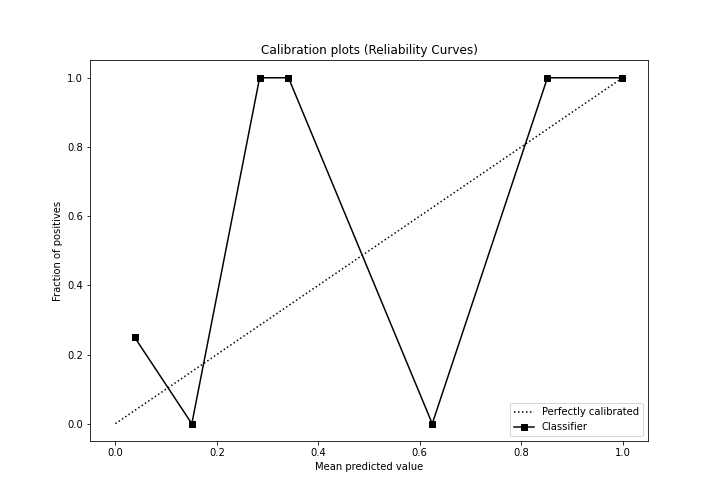 Calibration plots (Reliability Curves)
1.0
0.8
0.6
0.4
0.2
0.0
Fraction of positives
0.0 0.2 0.4 0.6 0.8 1.0
Mean predicted value
Perfectly calibrated
Classifier